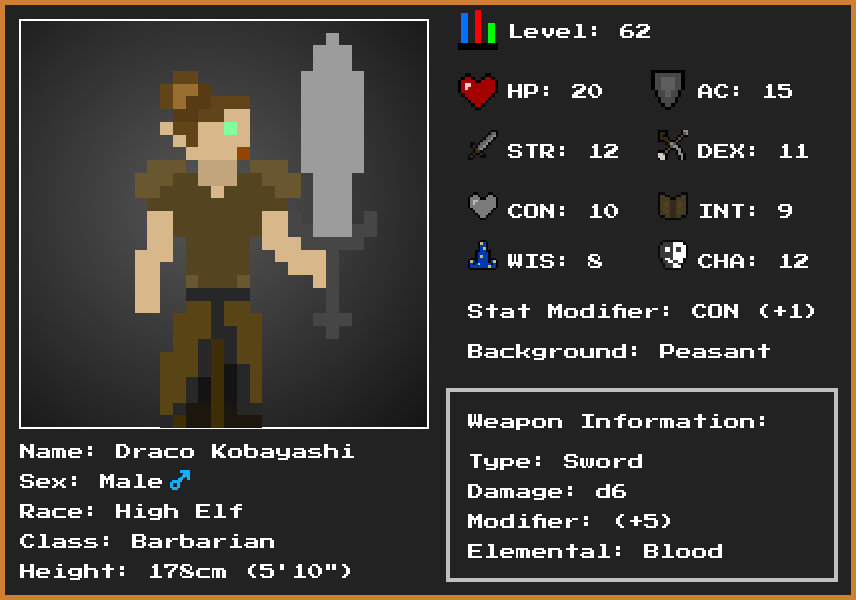 Level: 62
HP: 20 AC: 15
STR: 12 DEX: 11
CON: 10 INT: 9
WIS: 8 CHA: 12
Stat Modifier: CON (+1)
Background: Peasant
Weapon Information:
Type: Sword
Damage: d6
Modifier: (+5)
Elemental: Blood
Name: Draco Kobayashi
Sex: Male ♂
Race: High Elf
Class: Barbarian
Height: 178cm (5'10")